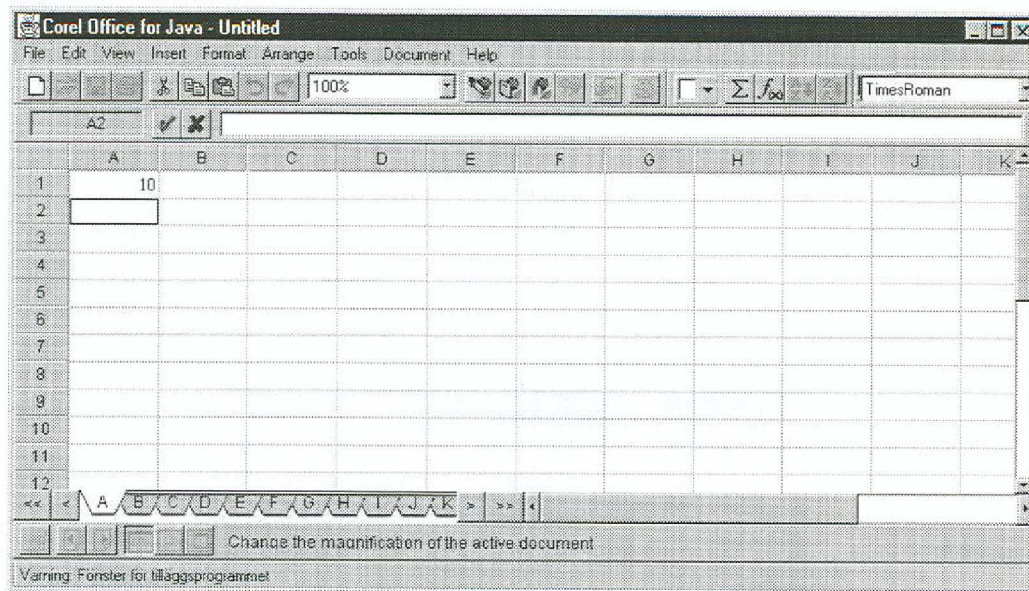 Corel Office for Java - Untitled
File Edit View Insert Format Arrange Tools Document Help
100% Σ f∞ TimesRoman
A2
A B C D E F G H I J K
1 10
2
3
4
5
6
7
8
9
10
11
12
<< < A B C D E F G H I J K > >>
Change the magnification of the active document
Varning: Fönster för tilläggsprogrammet